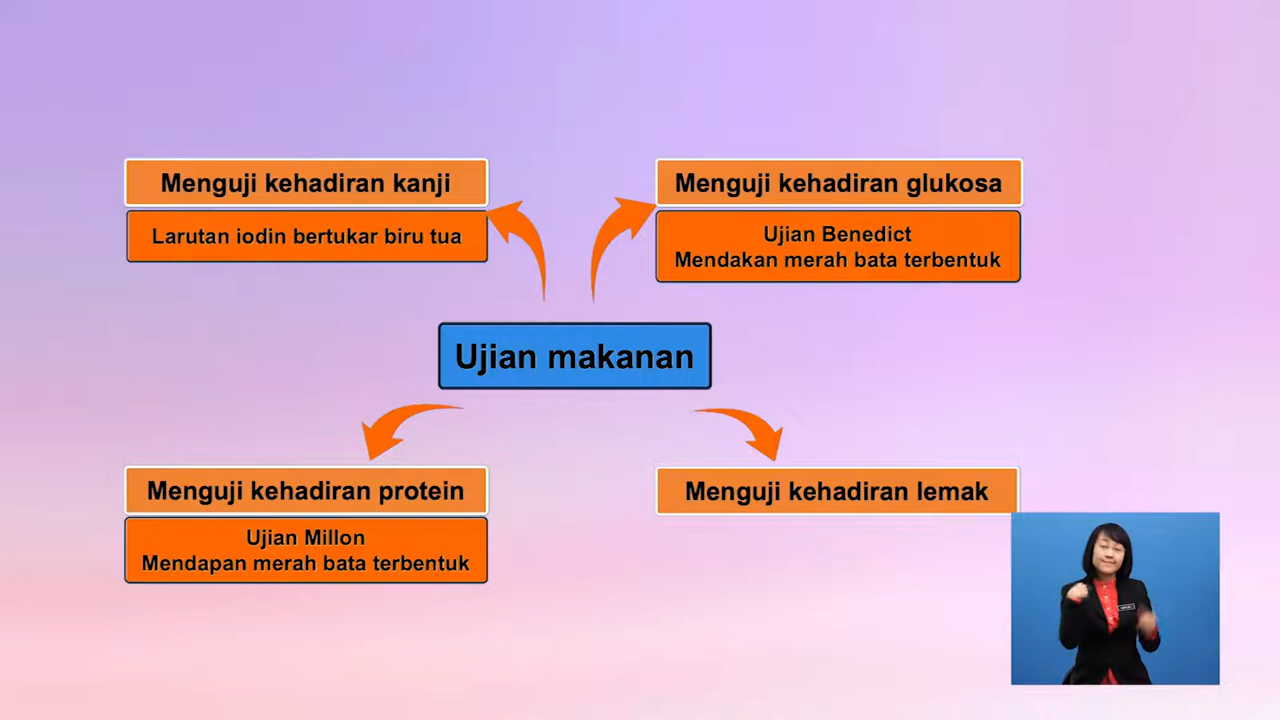 Menguji kehadiran kanji
Larutan iodin bertukar biru tua
Menguji kehadiran glukosa
Ujian Benedict
Mendakan merah bata terbentuk
Ujian makanan
Menguji kehadiran protein
Ujian Millon
Mendapan merah bata terbentuk
Menguji kehadiran lemak